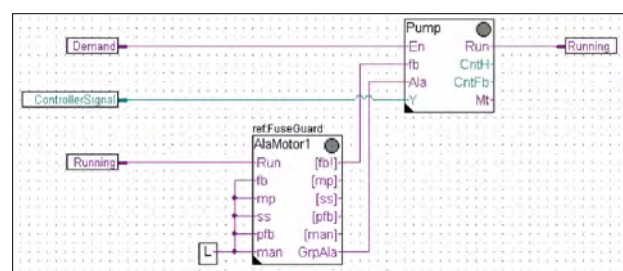 Pump
Demand
En Run
Running
fb CntH
Ala CntFb
ControllerSignal
Y Mt
ref:FuseGuard
AlaMotor1
Running
Run [fb!]
fb [mp]
mp [ss]
ss [pfb]
pfb [man]
L
man GrpAla